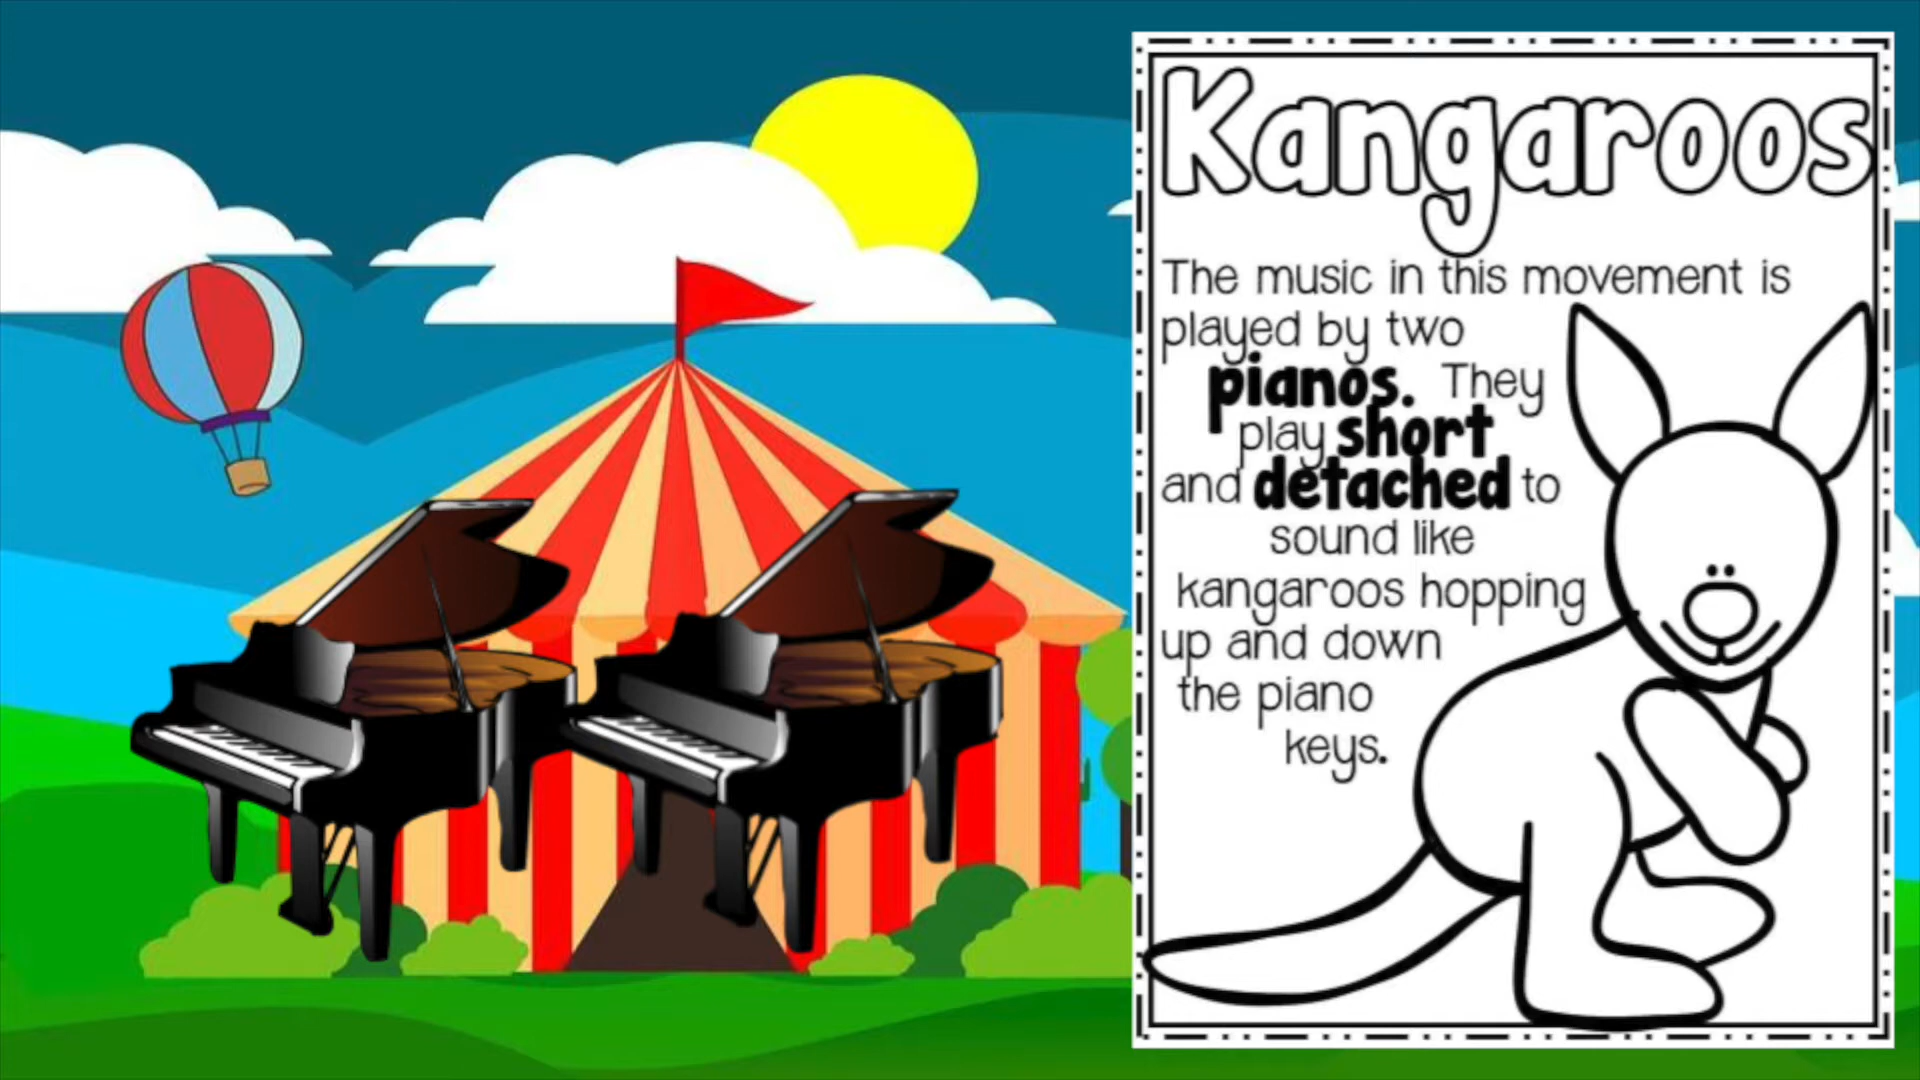 Kangaroos
The music in this movement is
played by two
pianos. They
play short
and detached to
sound like
kangaroos hopping
up and down
the piano
keys.